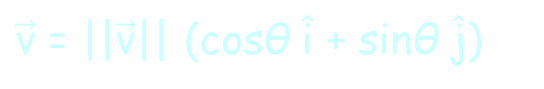 v⃗ = ||v⃗|| (cosθ î + sinθ ĵ)